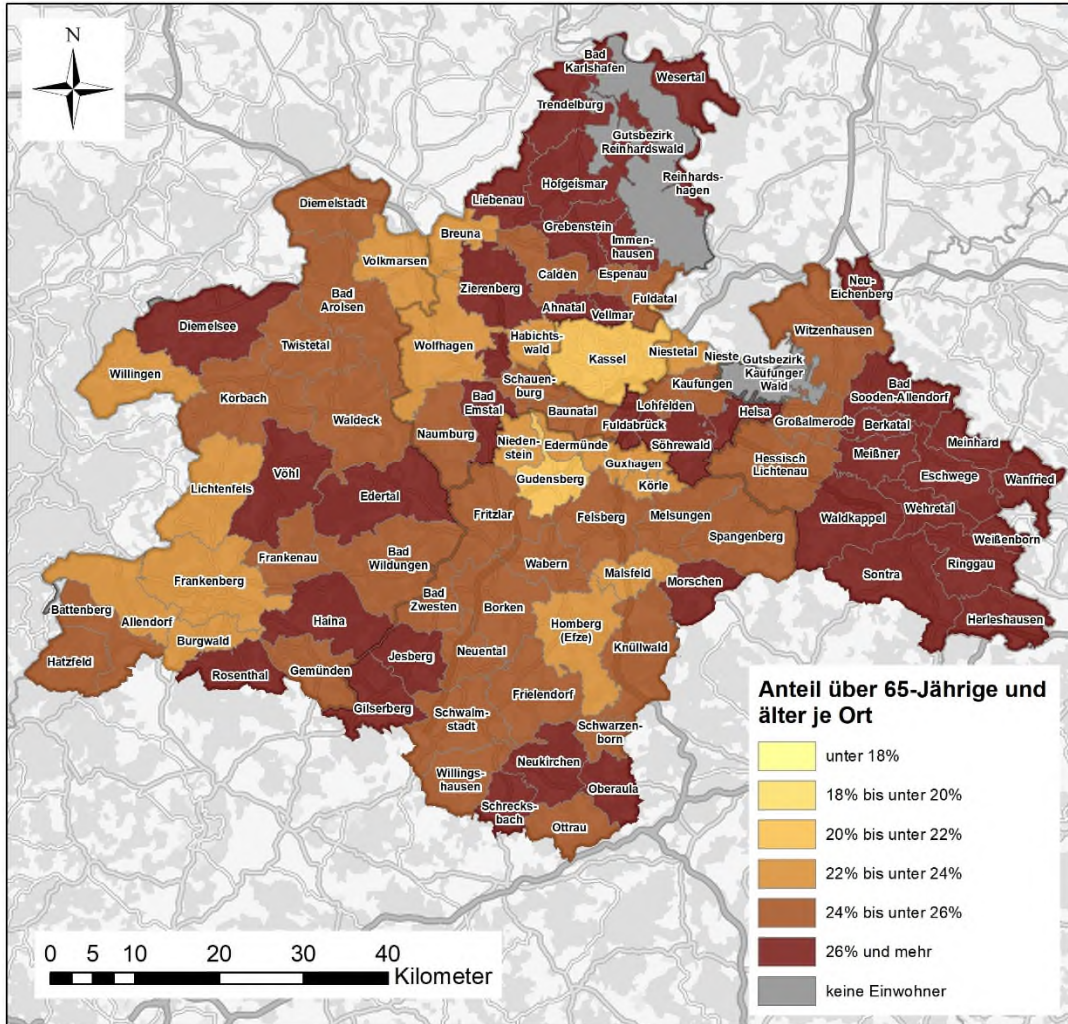 N
Bad
Karlshafen
Wesertal
Trendelburg
Gutsbezirk
Reinhardswald
Hofgeismar
Reinhards-
hagen
Liebenau
Diemelstadt
Grebenstein
Breuna
Immen-
hausen
Volkmarsen
Calden
Espenau
Neu-
Eichenberg
Zierenberg
Bad
Arolsen
Fuldatal
Ahnatal
Vellmar
Diemelsee
Witzenhausen
Twistetal
Wolfhagen
Habichts-
wald
Kassel
Niestetal
Nieste
Gutsbezirk
Kaufunger
Wald
Willingen
Schauen-
burg
Kaufungen
Bad
Sooden-Allendorf
Korbach
Bad
Emstal
Lohfelden
Helsa
Waldeck
Baunatal
Großalmerode
Berkatal
Naumburg
Fuldabrück
Meinhard
Nieden-
stein
Edermünde
Söhrewald
Meißner
Hessisch
Lichtenau
Guxhagen
Vöhl
Eschwege
Wanfried
Gudensberg
Körle
Lichtenfels
Edertal
Wehretal
Fritzlar
Felsberg
Melsungen
Waldkappel
Spangenberg
Weißenborn
Frankenau
Bad
Wildungen
Wabern
Ringgau
Sontra
Frankenberg
Malsfeld
Morschen
Battenberg
Bad
Zwesten
Borken
Allendorf
Haina
Homberg
(Efze)
Herleshausen
Burgwald
Knüllwald
Jesberg
Neuental
Hatzfeld
Gemünden
Rosenthal
Frielendorf
Gilserberg
Schwalm-
stadt
Schwarzen-
born
Neukirchen
Willings-
hausen
Oberaula
Schrecks-
bach
Ottrau
Anteil über 65-Jährige und
älter je Ort
unter 18%
18% bis unter 20%
20% bis unter 22%
22% bis unter 24%
24% bis unter 26%
26% und mehr
keine Einwohner
0 5 10 20 30 40
Kilometer